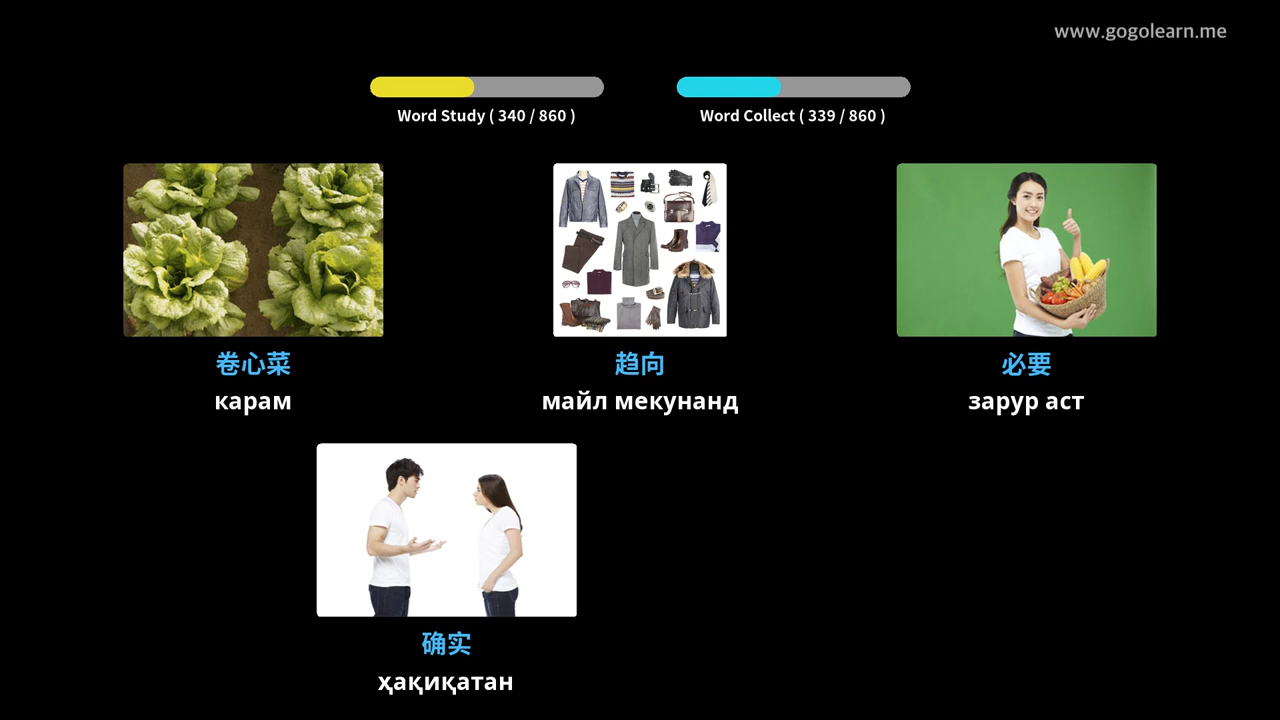 www.gogolearn.me
Word Study ( 340 / 860 )
Word Collect ( 339 / 860 )
卷心菜
карам
趋向
майл мекунанд
必要
зарур аст
确实
ҳақиқатан